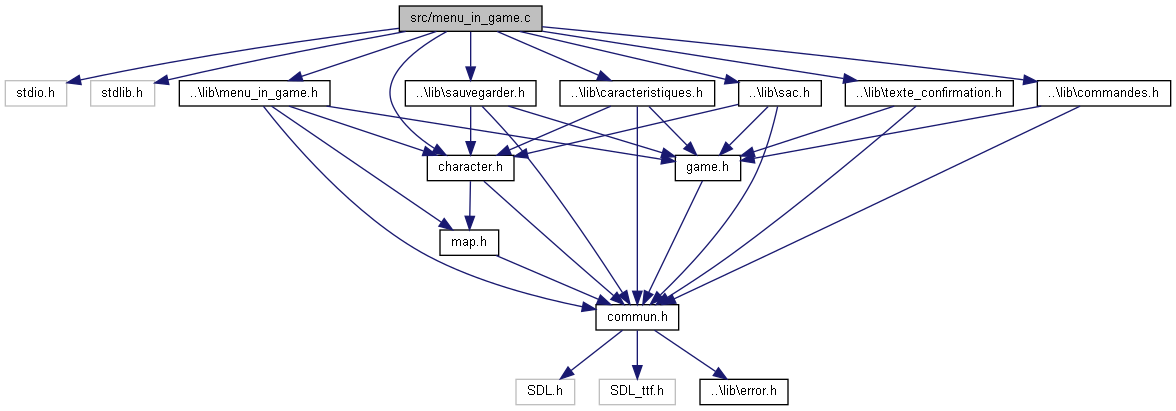 src/menu_in_game.c
stdio.h
stdlib.h
..\lib\menu_in_game.h
..\lib\sauvegarder.h
..\lib\caracteristiques.h
..\lib\sac.h
..\lib\texte_confirmation.h
..\lib\commandes.h
character.h
game.h
map.h
commun.h
SDL.h
SDL_ttf.h
..\lib\error.h